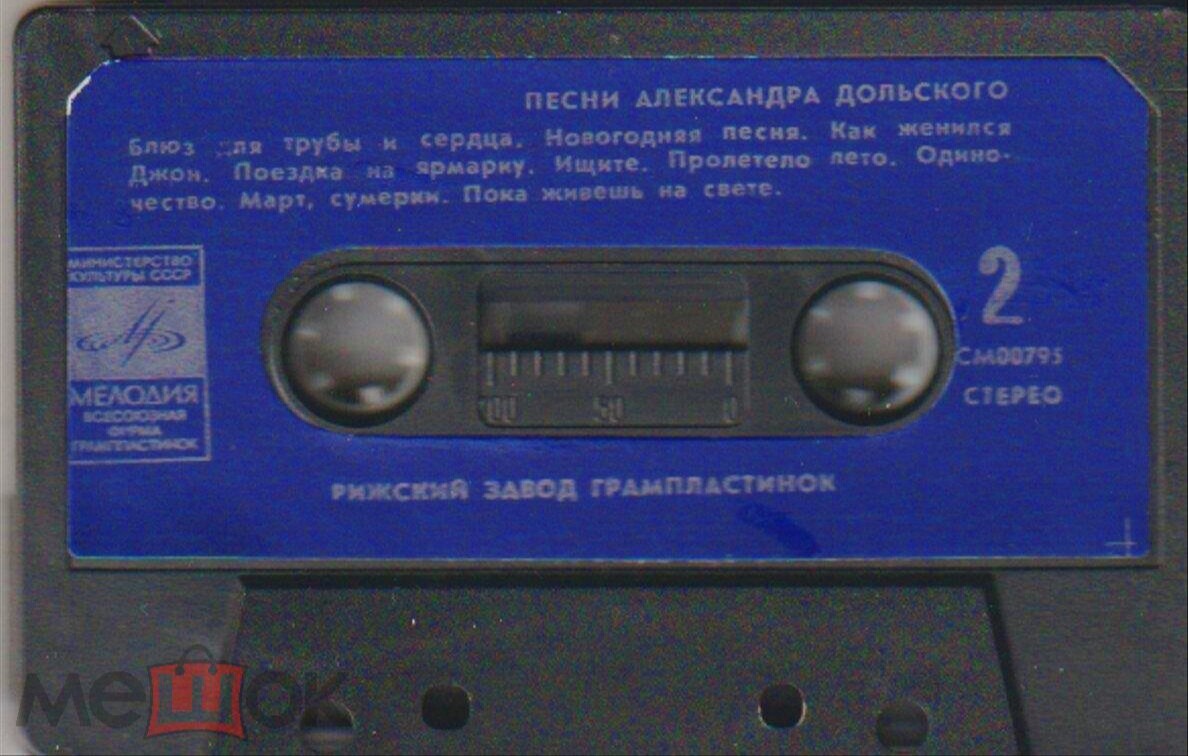 ПЕСНИ АЛЕКСАНДРА ДОЛЬСКОГО
Блюз для трубы и сердца. Новогодняя песня. Как женился
Джон. Поездка на ярмарку. Ищите. Пролетело лето. Одино-
чество. Март, сумерки. Пока живешь на свете.
МИНИСТЕРСТВО
КУЛЬТУРЫ СССР
МЕЛОДИЯ
ВСЕСОЮЗНАЯ
ФИРМА
ГРАМПЛАСТИНОК
2
СМ00795
СТЕРЕО
100 50 0
РИЖСКИЙ ЗАВОД ГРАМПЛАСТИНОК
мешок